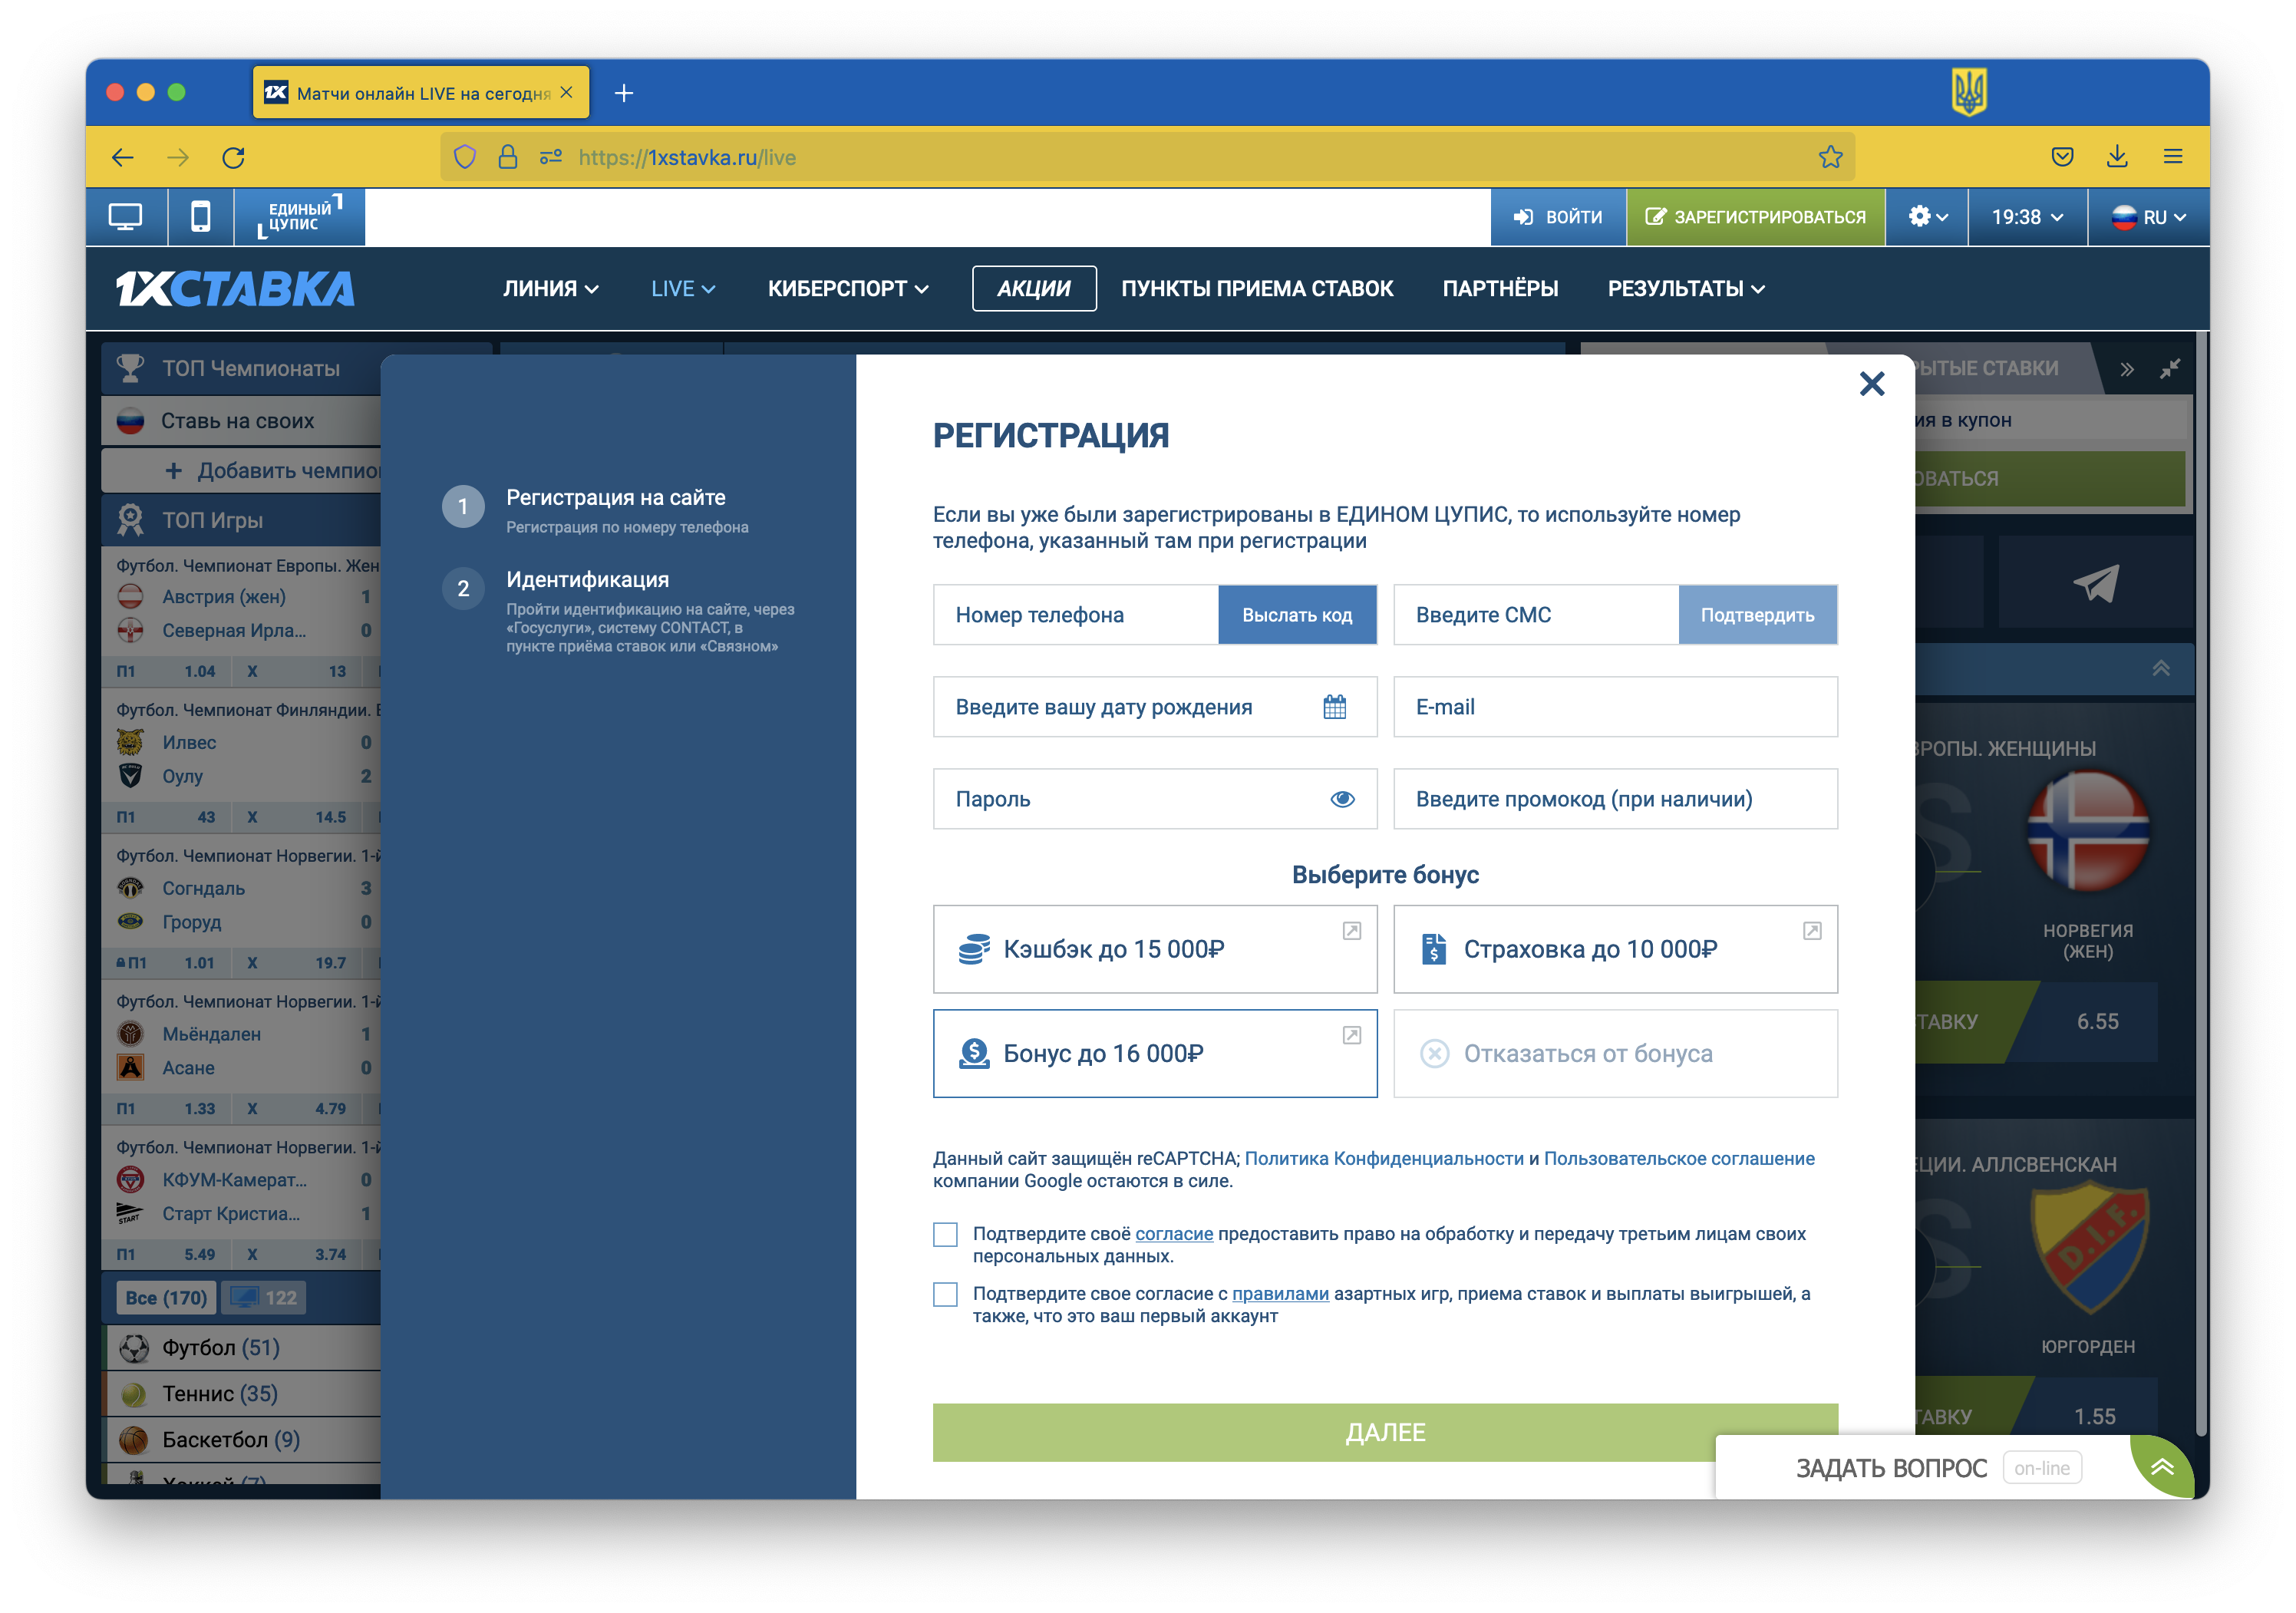 1X Матчи онлайн LIVE на сегодня
https://1xstavka.ru/live
ЕДИНЫЙ
ЦУПИС
ВОЙТИ
ЗАРЕГИСТРИРОВАТЬСЯ
19:38
RU
1XСТАВКА
ЛИНИЯ
LIVE
КИБЕРСПОРТ
АКЦИИ
ПУНКТЫ ПРИЕМА СТАВОК
ПАРТНЁРЫ
РЕЗУЛЬТАТЫ
ТОП Чемпионаты
Ставь на своих
+ Добавить чемпио
ТОП Игры
Футбол. Чемпионат Европы. Жен
Австрия (жен) 1
Северная Ирла... 0
П1 1.04 X 13
Футбол. Чемпионат Финляндии.
Илвес 0
Оулу 2
П1 43 X 14.5
Футбол. Чемпионат Норвегии. 1-й
Согндаль 3
Гроруд 0
П1 1.01 X 19.7
Футбол. Чемпионат Норвегии. 1-й
Мьёндален 1
Асане 0
П1 1.33 X 4.79
Футбол. Чемпионат Норвегии. 1-й
КФУМ-Камерат... 0
Старт Кристиа... 1
START
П1 5.49 X 3.74
Все (170) 122
Футбол (51)
Теннис (35)
Баскетбол (9)
Хоккей (7)
1
Регистрация на сайте
Регистрация по номеру телефона
2
Идентификация
Пройти идентификацию на сайте, через
«Госуслуги», систему CONTACT, в
пункте приёма ставок или «Связном»
РЕГИСТРАЦИЯ
Если вы уже были зарегистрированы в ЕДИНОМ ЦУПИС, то используйте номер
телефона, указанный там при регистрации
Номер телефона
Выслать код
Введите СМС
Подтвердить
Введите вашу дату рождения
E-mail
Пароль
Введите промокод (при наличии)
Выберите бонус
Кэшбэк до 15 000₽
Страховка до 10 000₽
Бонус до 16 000₽
Отказаться от бонуса
Данный сайт защищён reCAPTCHA; Политика Конфиденциальности и Пользовательское соглашение
компании Google остаются в силе.
Подтвердите своё согласие предоставить право на обработку и передачу третьим лицам своих
персональных данных.
Подтвердите свое согласие с правилами азартных игр, приема ставок и выплаты выигрышей, а
также, что это ваш первый аккаунт
ДАЛЕЕ
РЫТЫЕ СТАВКИ
ия в купон
ОВАТЬСЯ
РОПЫ. ЖЕНЩИНЫ
S
НОРВЕГИЯ
(ЖЕН)
ТАВКУ
6.55
ЦИИ. АЛЛСВЕНСКАН
S
D.I.F.
ЮРГОРДЕН
ТАВКУ
1.55
ЗАДАТЬ ВОПРОС
on-line